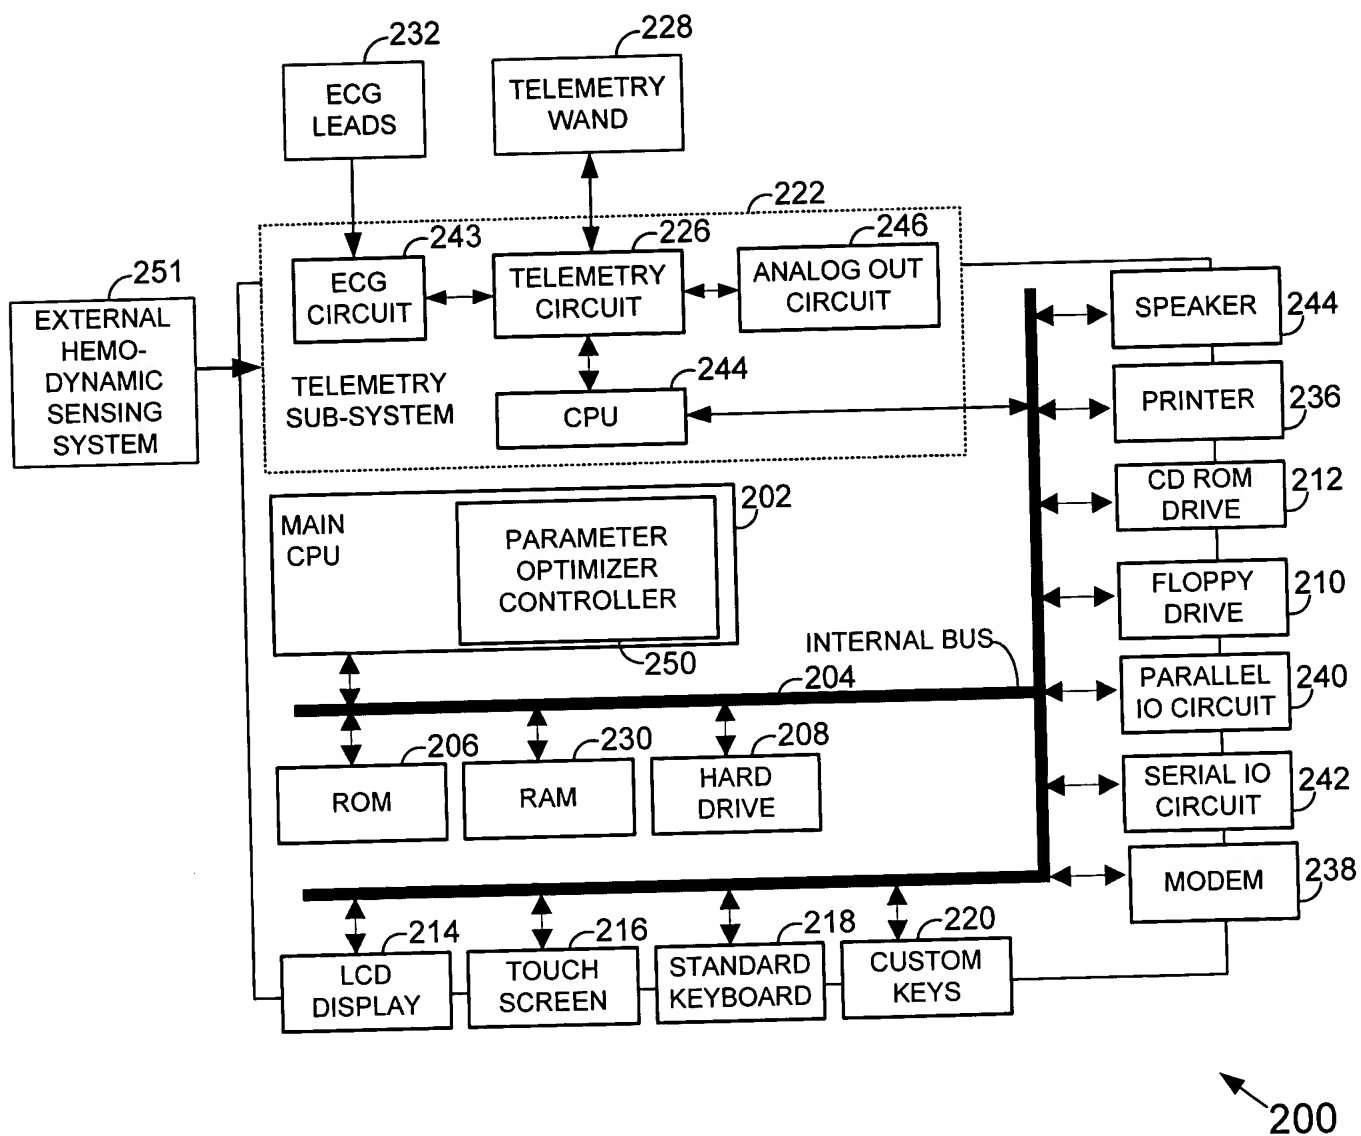 232
228
ECG
LEADS
TELEMETRY
WAND
222
243
226
246
251
ECG
CIRCUIT
TELEMETRY
CIRCUIT
ANALOG OUT
CIRCUIT
SPEAKER
244
EXTERNAL
HEMO-
DYNAMIC
SENSING
SYSTEM
TELEMETRY
SUB-SYSTEM
244
CPU
PRINTER
236
CD ROM
DRIVE
212
202
MAIN
CPU
PARAMETER
OPTIMIZER
CONTROLLER
250
FLOPPY
DRIVE
210
INTERNAL BUS
204
PARALLEL
IO CIRCUIT
240
206
230
208
ROM
RAM
HARD
DRIVE
SERIAL IO
CIRCUIT
242
MODEM
238
214
216
218
220
LCD
DISPLAY
TOUCH
SCREEN
STANDARD
KEYBOARD
CUSTOM
KEYS
200